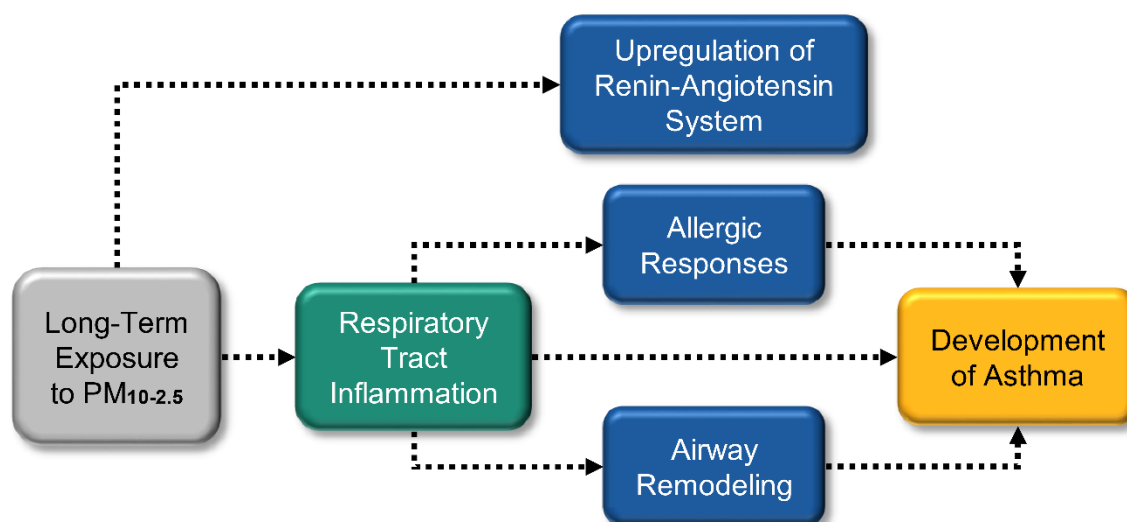 Upregulation of
Renin-Angiotensin
System
Allergic
Responses
Long-Term
Exposure
to PM10-2.5
Respiratory
Tract
Inflammation
Development
of Asthma
Airway
Remodeling